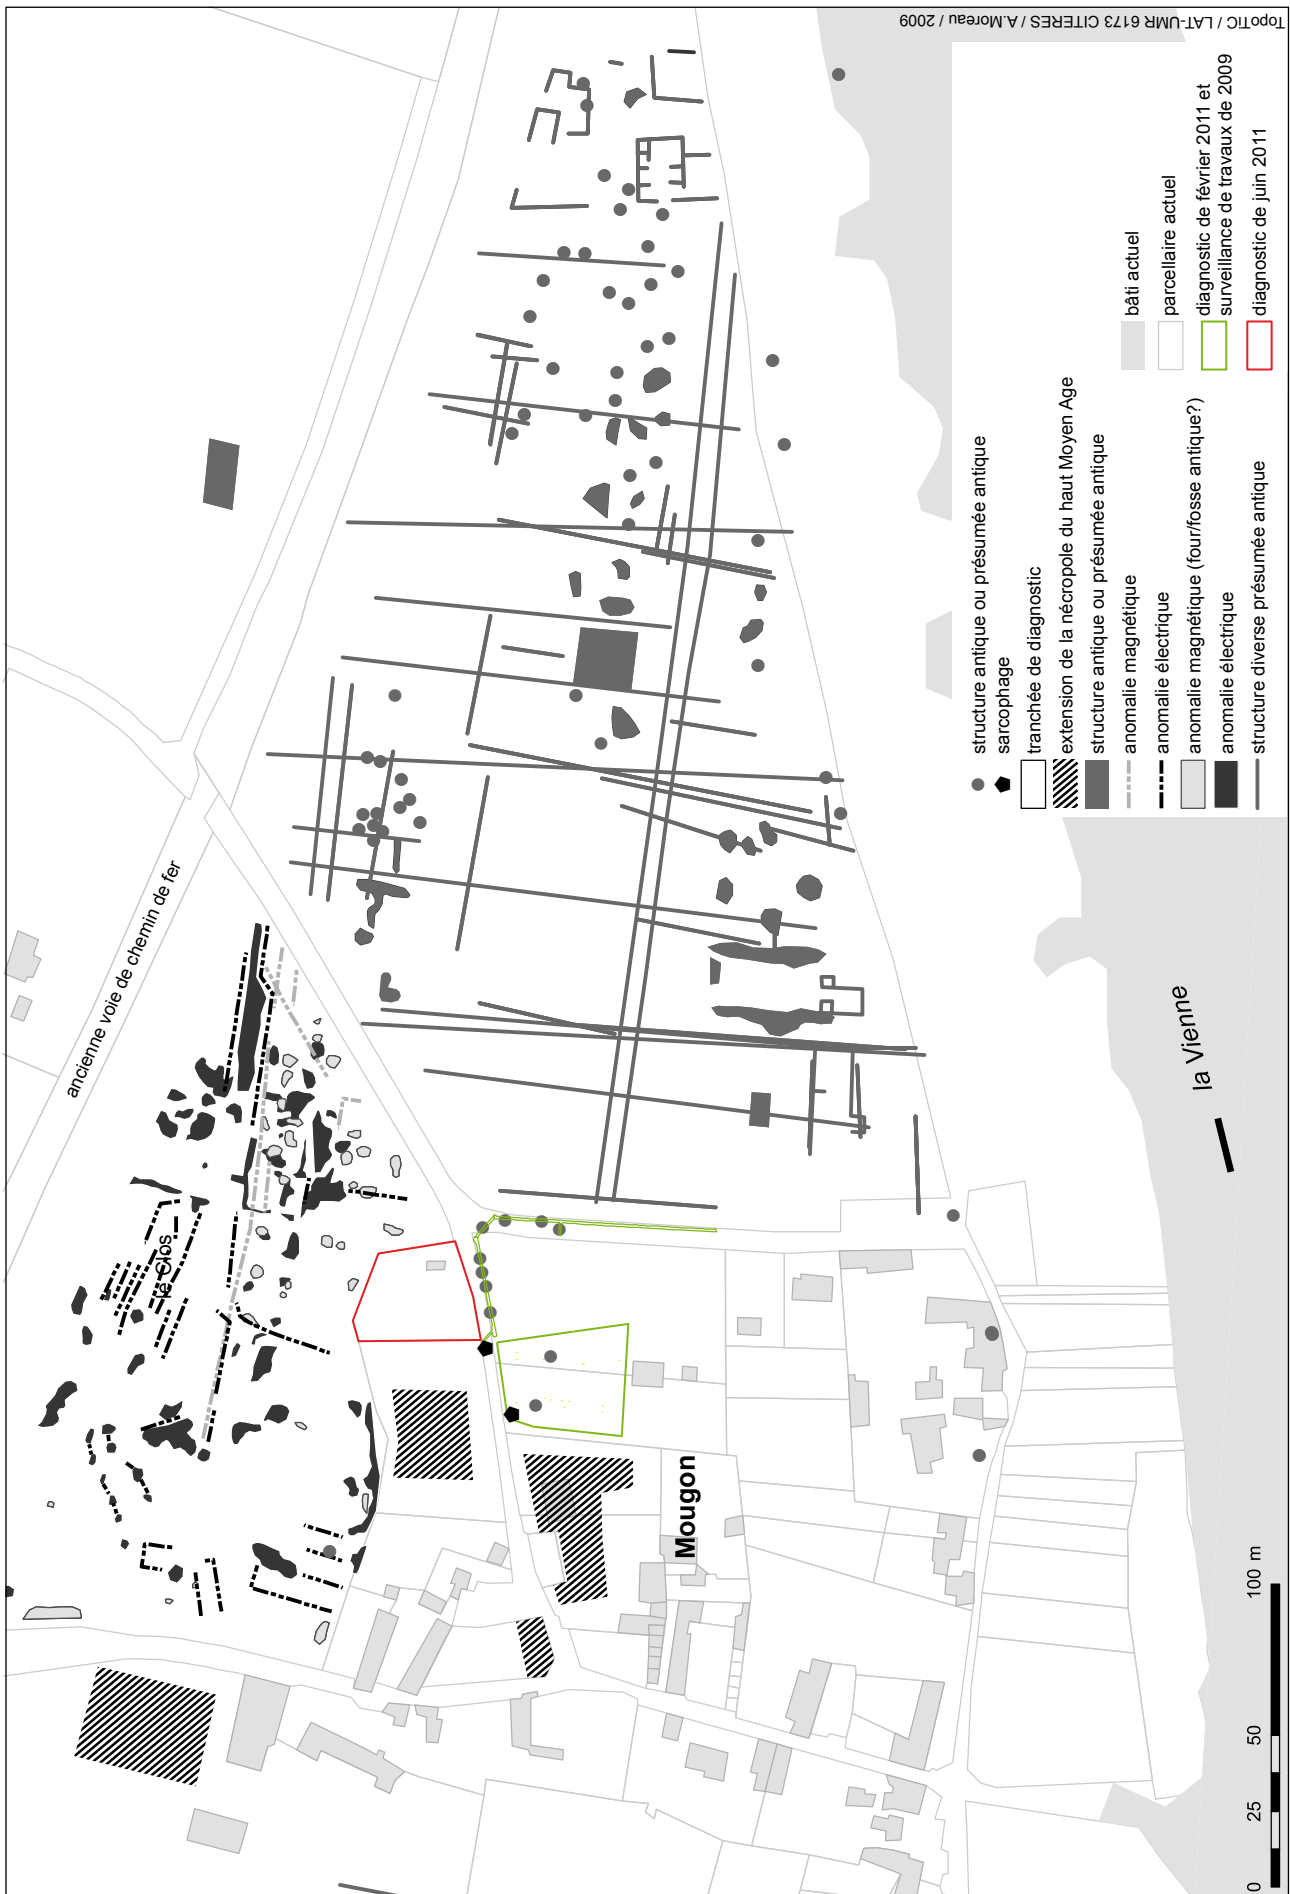 TopoTIC / LAT-UMR 6173 CITERES / A.Moreau / 2009
ancienne voie de chemin de fer
le Clos
Mougon
la Vienne
structure antique ou présumée antique
sarcophage
tranchée de diagnostic
extension de la nécropole du haut Moyen Age
structure antique ou présumée antique
anomalie magnétique
anomalie électrique
anomalie magnétique (four/fosse antique?)
anomalie électrique
structure diverse présumée antique
bâti actuel
parcellaire actuel
diagnostic de février 2011 et
surveillance de travaux de 2009
diagnostic de juin 2011
0 25 50 100 m